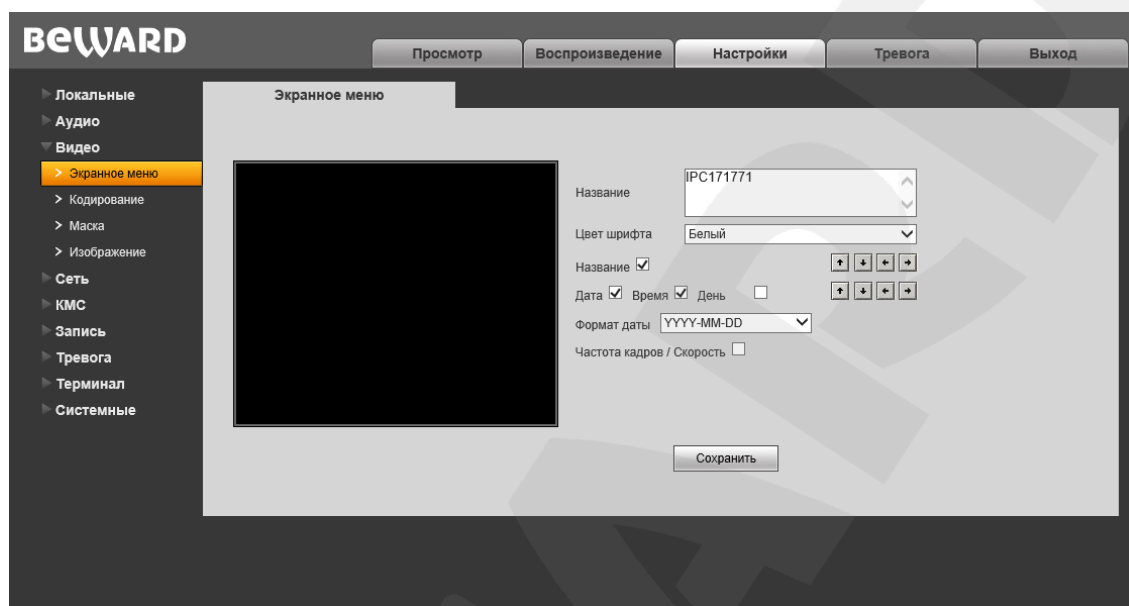 BEWARD
Просмотр Воспроизведение Настройки Тревога Выход
Локальные
Аудио
Видео
Экранное меню
Кодирование
Маска
Изображение
Сеть
КМС
Запись
Тревога
Терминал
Системные
Экранное меню
Название IPC171771
Цвет шрифта Белый
Название
Дата Время День
Формат даты YYYY-MM-DD
Частота кадров / Скорость
Сохранить